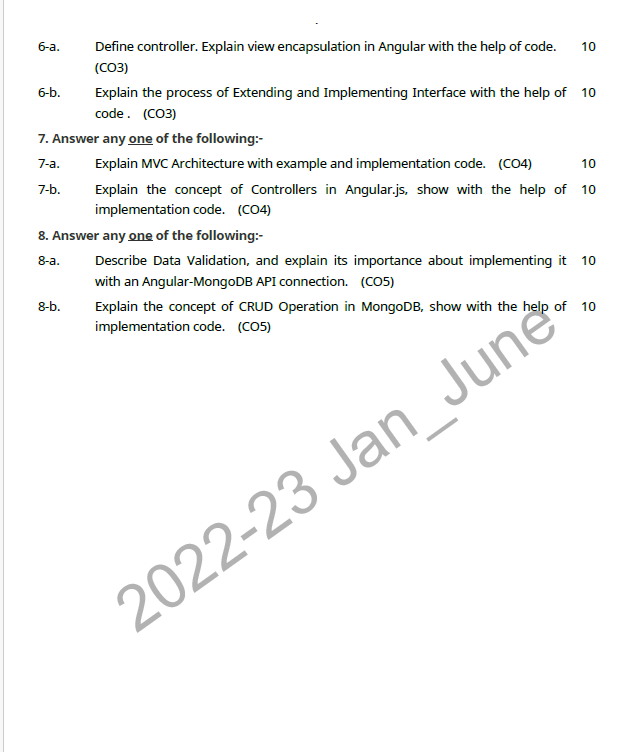 6-a. Define controller. Explain view encapsulation in Angular with the help of code. 10
(CO3)
6-b. Explain the process of Extending and Implementing Interface with the help of 10
code . (CO3)
7. Answer any one of the following:-
7-a. Explain MVC Architecture with example and implementation code. (CO4) 10
7-b. Explain the concept of Controllers in Angular.js, show with the help of 10
implementation code. (CO4)
8. Answer any one of the following:-
8-a. Describe Data Validation, and explain its importance about implementing it 10
with an Angular-MongoDB API connection. (CO5)
8-b. Explain the concept of CRUD Operation in MongoDB, show with the help of 10
implementation code. (CO5)
2022-23 Jan_June